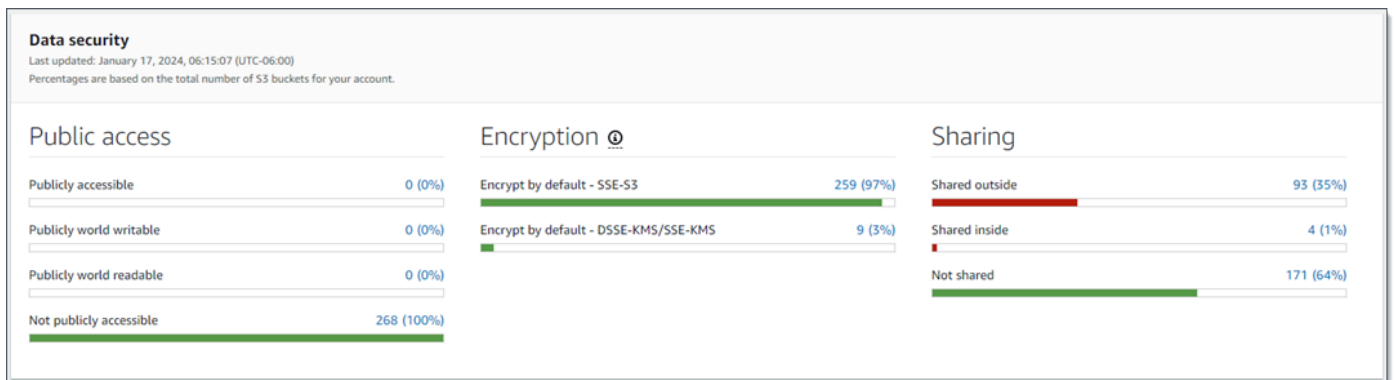 Data security
Last updated: January 17, 2024, 06:15:07 (UTC-06:00)
Percentages are based on the total number of S3 buckets for your account.
Public access
Publicly accessible 0 (0%)
Publicly world writable 0 (0%)
Publicly world readable 0 (0%)
Not publicly accessible 268 (100%)
Encryption
Encrypt by default - SSE-S3 259 (97%)
Encrypt by default - DSSE-KMS/SSE-KMS 9 (3%)
Sharing
Shared outside 93 (35%)
Shared inside 4 (1%)
Not shared 171 (64%)